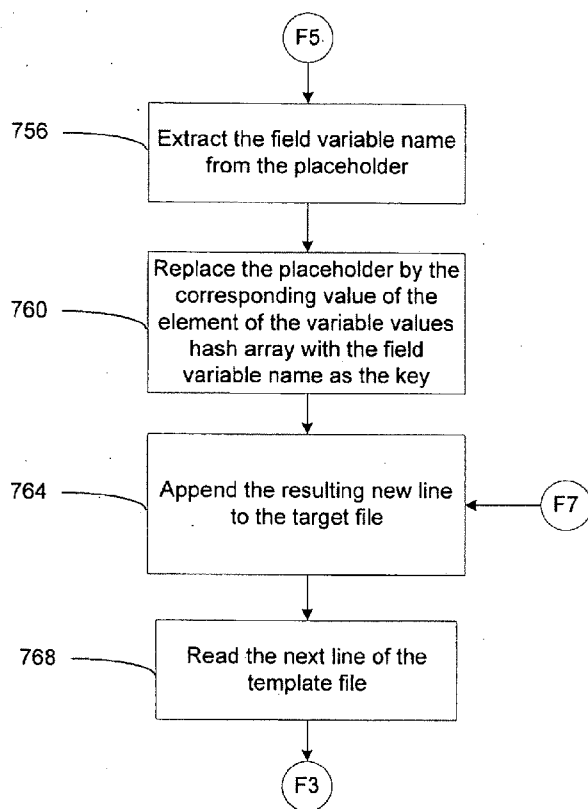 F5
756
Extract the field variable name
from the placeholder
760
Replace the placeholder by the
corresponding value of the
element of the variable values
hash array with the field
variable name as the key
764
Append the resulting new line
to the target file
F7
768
Read the next line of the
template file
F3